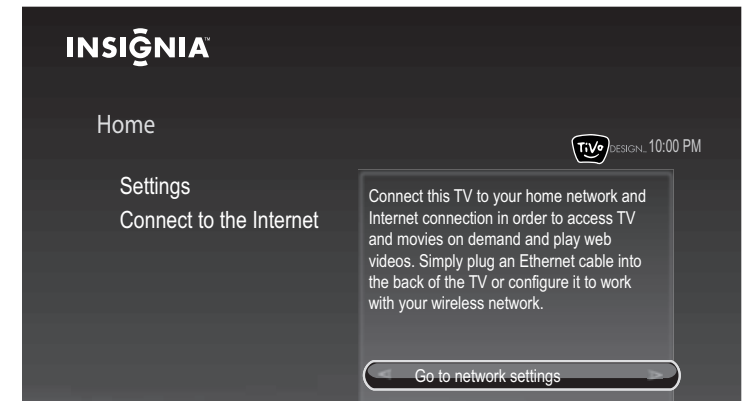 INSIGNIA™
Home
TiVo DESIGN™ 10:00 PM
Settings
Connect to the Internet
Connect this TV to your home network and
Internet connection in order to access TV
and movies on demand and play web
videos. Simply plug an Ethernet cable into
the back of the TV or configure it to work
with your wireless network.
Go to network settings